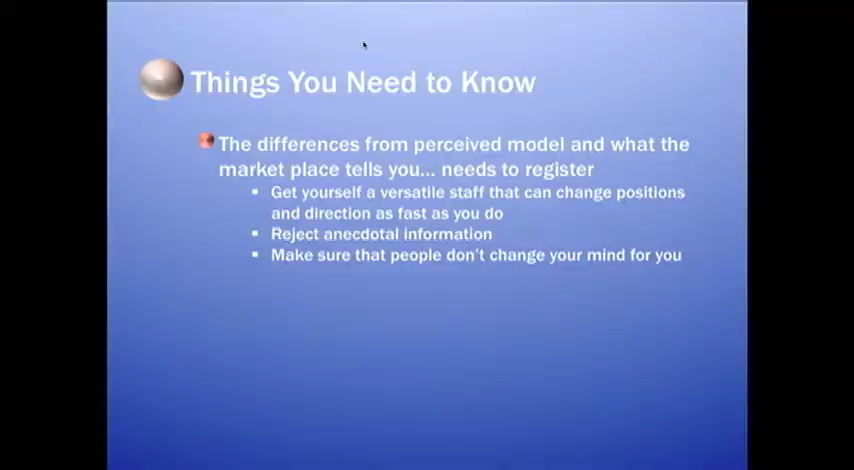 Things You Need to Know
The differences from perceived model and what the
market place tells you... needs to register
Get yourself a versatile staff that can change positions
and direction as fast as you do
Reject anecdotal information
Make sure that people don't change your mind for you